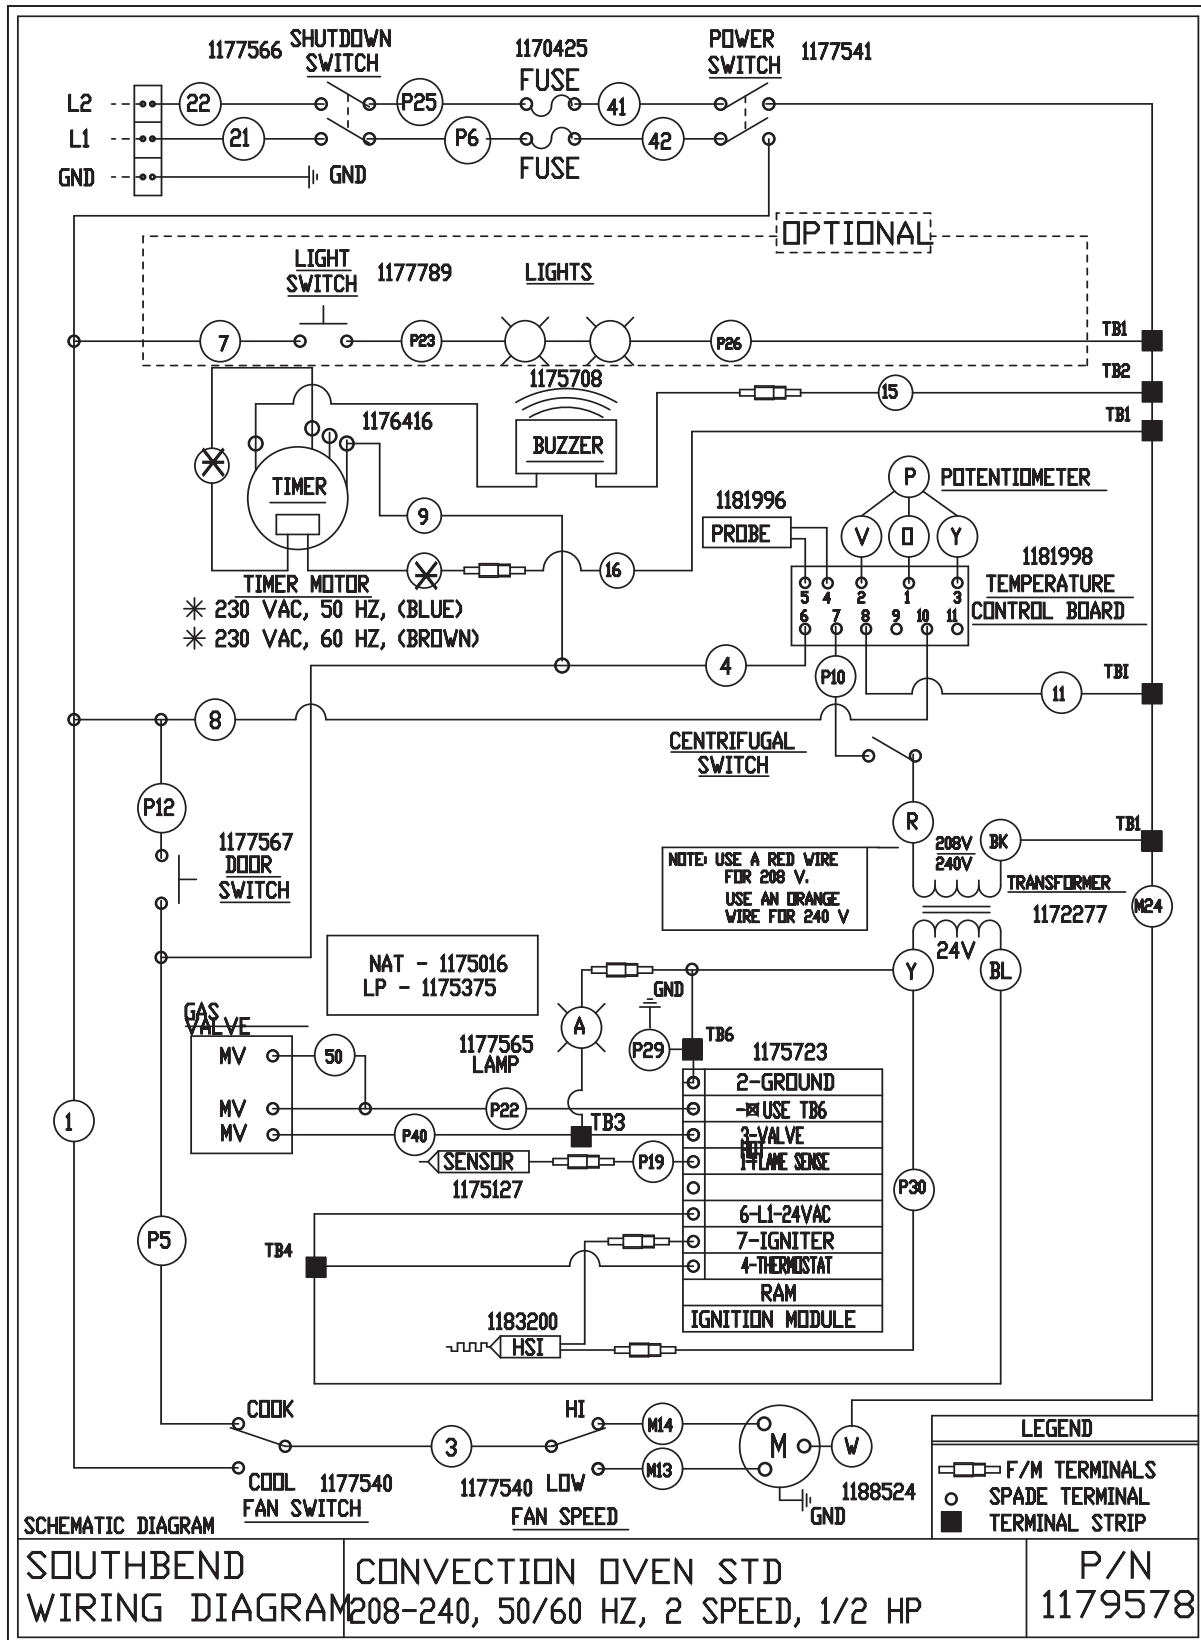 1177566 SHUTDOWN SWITCH
1170425
FUSE
POWER SWITCH 1177541
L2
22
P25
41
L1
21
P6
42
FUSE
GND
GND
OPTIONAL
LIGHT SWITCH 1177789
LIGHTS
7
P23
P26
TB1
1175708
TB2
15
1176416
TB1
BUZZER
TIMER
P
POTENTIOMETER
1181996
PROBE
V
O
Y
9
1181998
TEMPERATURE
CONTROL BOARD
16
5 4 2 1 3
6 7 8 9 10 11
TIMER MOTOR
230 VAC, 50 HZ, (BLUE)
230 VAC, 60 HZ, (BROWN)
4
P10
TBI
11
8
CENTRIFUGAL
SWITCH
P12
R
208V
240V
BK
TB1
1177567
DOOR
SWITCH
NOTE: USE A RED WIRE
FOR 208 V.
USE AN ORANGE
WIRE FOR 240 V
TRANSFORMER
1172277
M24
24V
NAT - 1175016
LP - 1175375
Y
BL
GND
GAS
VALVE
A
TB6
1177565
LAMP
P29
1175723
MV
50
2-GROUND
MV
P22
USE TB6
1
MV
P40
TB3
3-VALVE
SENSOR
P19
1-FLAME SENSE
1175127
P30
6-L1-24VAC
P5
TB4
7-IGNITER
4-THERMOSTAT
RAM
IGNITION MODULE
1183200
HSI
COOK
HI
M14
3
M
W
COOL 1177540
1177540 LOW
M13
1188524
FAN SWITCH
FAN SPEED
GND
LEGEND
F/M TERMINALS
SPADE TERMINAL
TERMINAL STRIP
SCHEMATIC DIAGRAM
SOUTHBEND
WIRING DIAGRAM
CONVECTION OVEN STD
208-240, 50/60 HZ, 2 SPEED, 1/2 HP
P/N
1179578